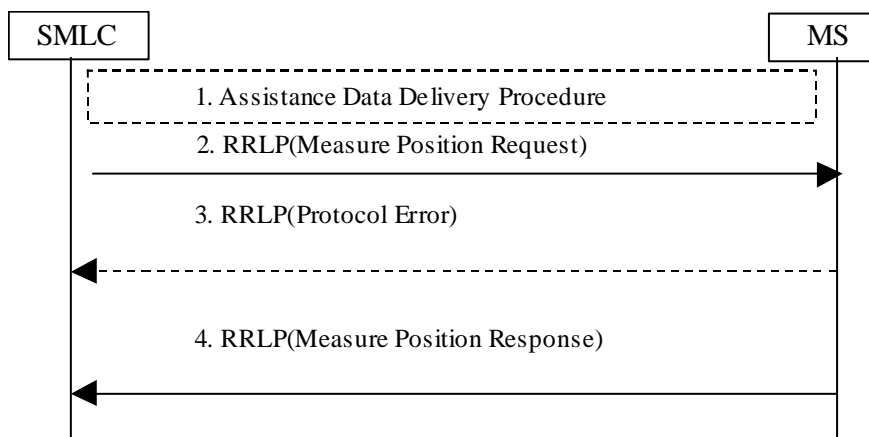 SMLC
MS
1. Assistance Data Delivery Procedure
2. RRLP(Measure Position Request)
3. RRLP(Protocol Error)
4. RRLP(Measure Position Response)